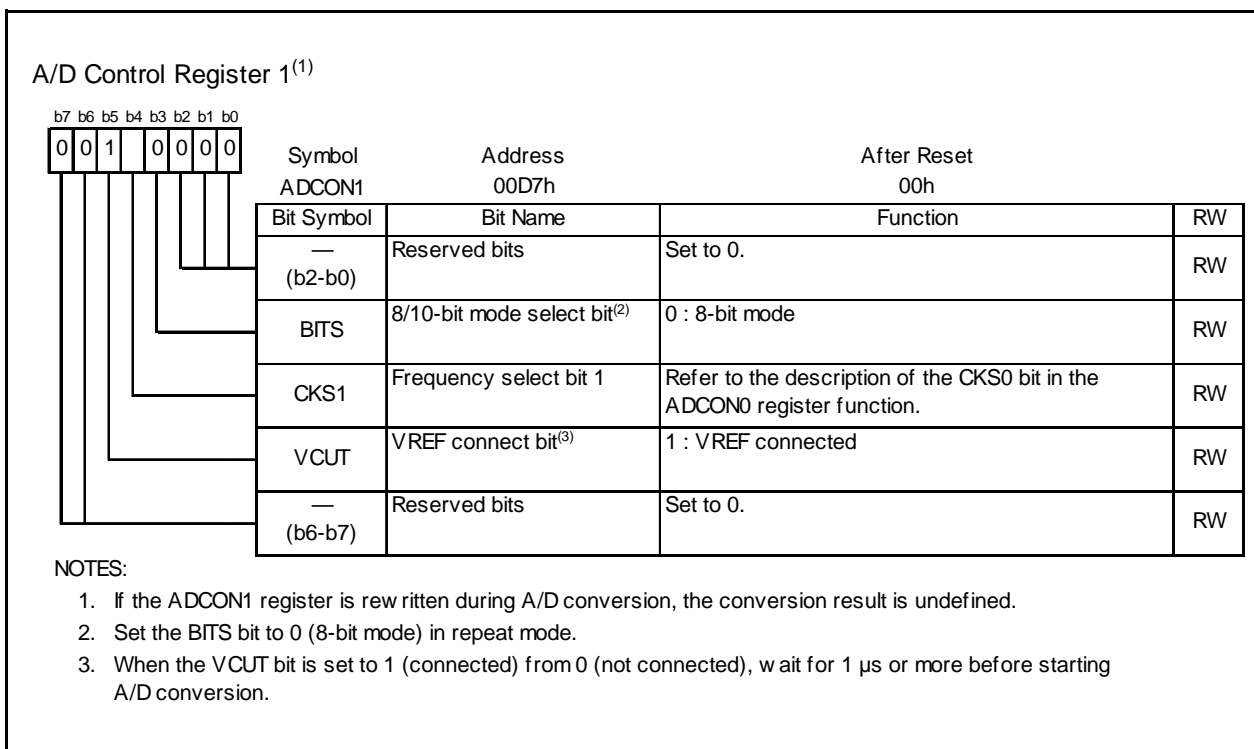 A/D Control Register 1(1)
b7 b6 b5 b4 b3 b2 b1 b0
0 0 1 0 0 0 0
Symbol Address After Reset
ADCON1 00D7h 00h
Bit Symbol Bit Name Function RW
—
(b2-b0) Reserved bits Set to 0. RW
BITS 8/10-bit mode select bit(2) 0 : 8-bit mode RW
CKS1 Frequency select bit 1 Refer to the description of the CKS0 bit in the
ADCON0 register function. RW
VCUT VREF connect bit(3) 1 : VREF connected RW
—
(b6-b7) Reserved bits Set to 0. RW
NOTES:
1. If the ADCON1 register is rewritten during A/D conversion, the conversion result is undefined.
2. Set the BITS bit to 0 (8-bit mode) in repeat mode.
3. When the VCUT bit is set to 1 (connected) from 0 (not connected), wait for 1 µs or more before starting
A/D conversion.